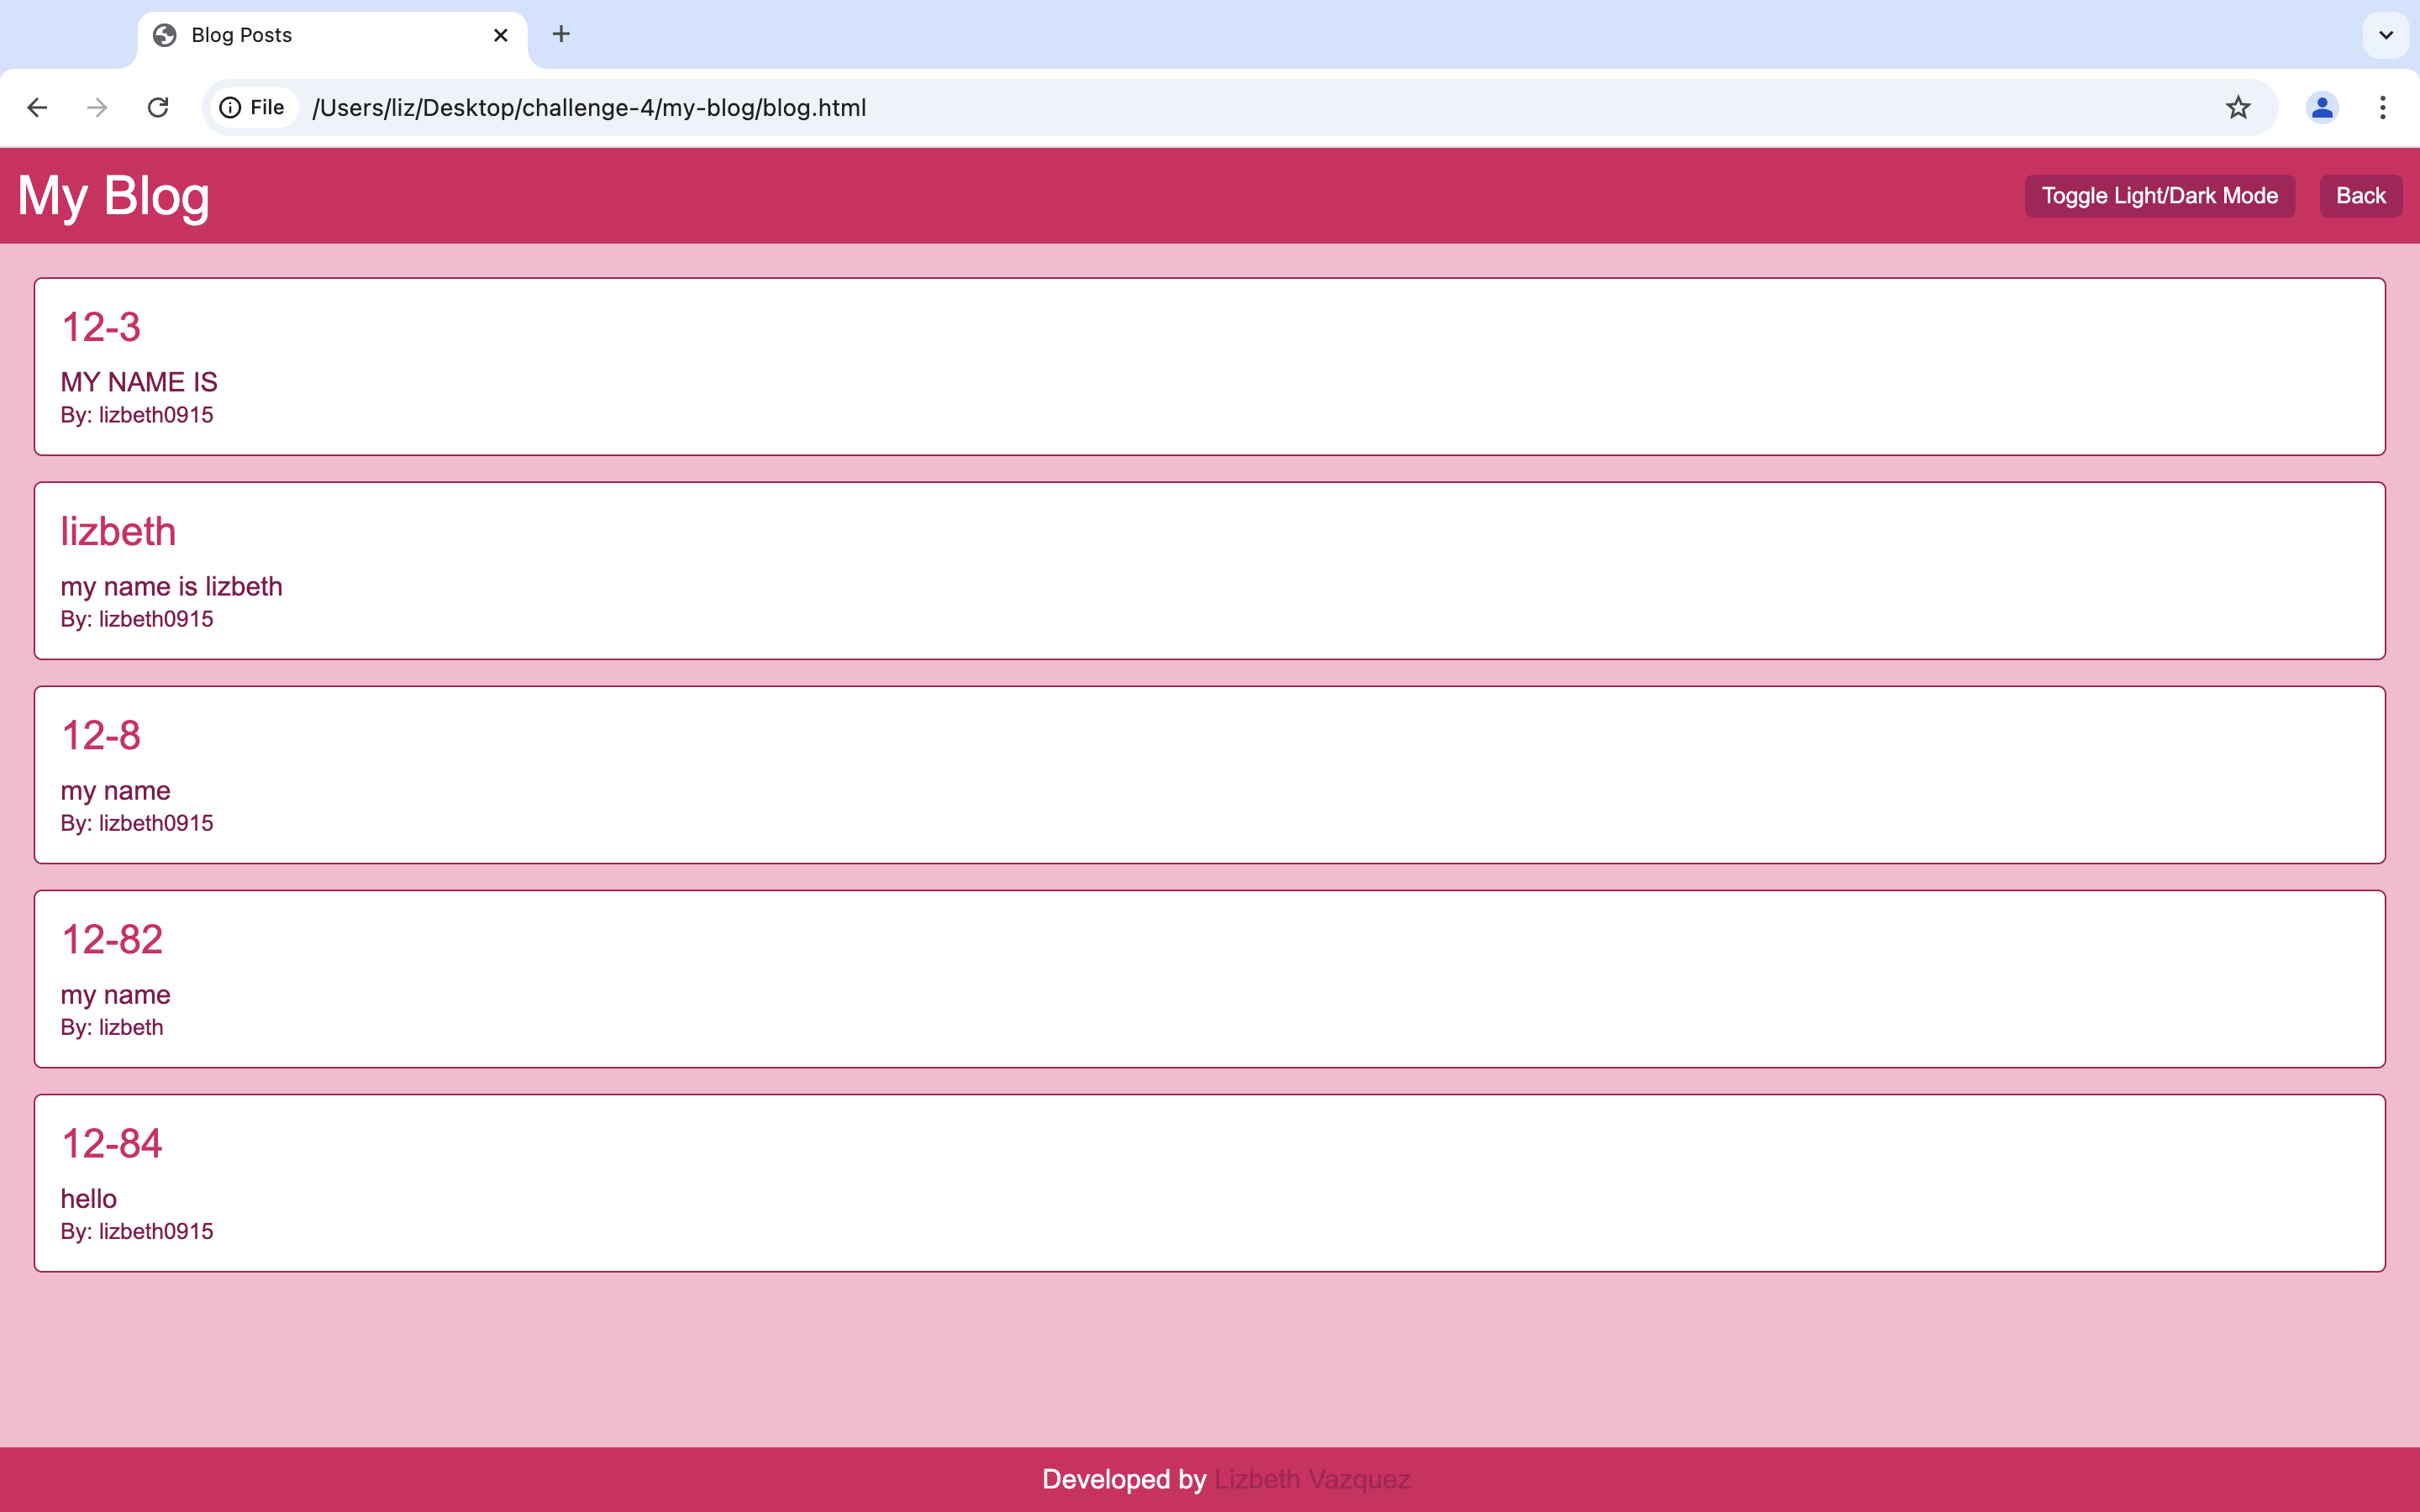 Blog Posts
File /Users/liz/Desktop/challenge-4/my-blog/blog.html
My Blog
Toggle Light/Dark Mode
Back
12-3
MY NAME IS
By: lizbeth0915
lizbeth
my name is lizbeth
By: lizbeth0915
12-8
my name
By: lizbeth0915
12-82
my name
By: lizbeth
12-84
hello
By: lizbeth0915
Developed by Lizbeth Vazquez